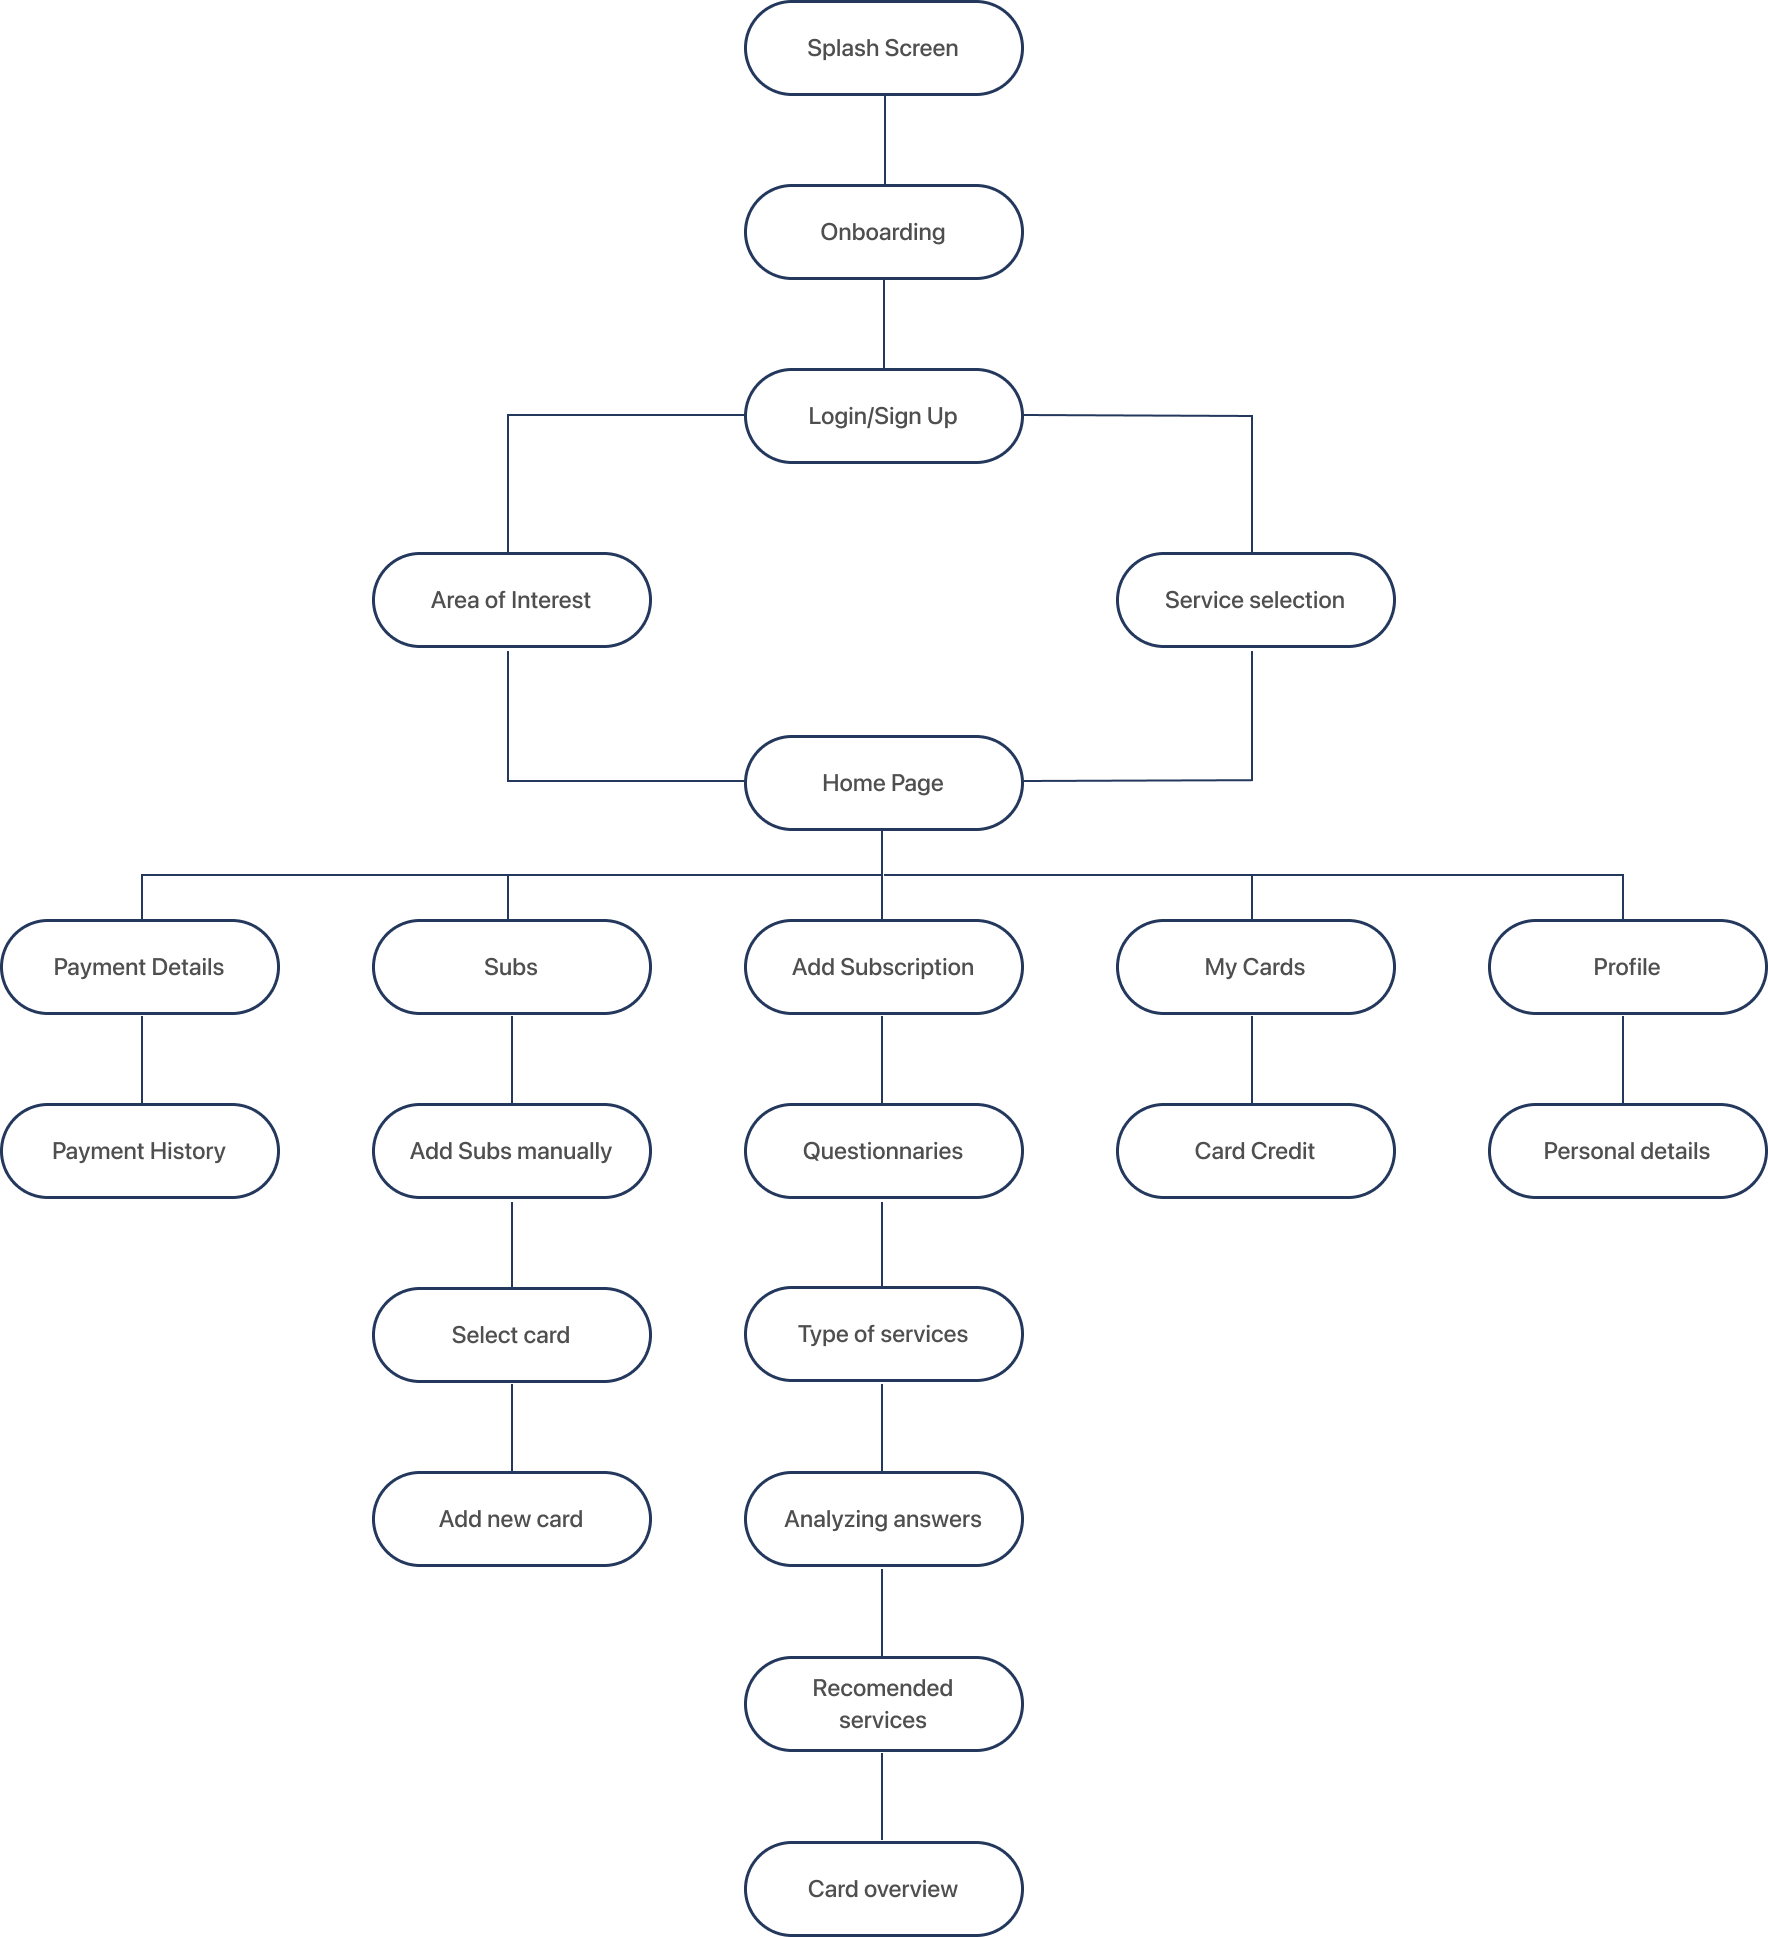 Splash Screen
Onboarding
Login/Sign Up
Area of Interest
Service selection
Home Page
Payment Details
Subs
Add Subscription
My Cards
Profile
Payment History
Add Subs manually
Questionnaries
Card Credit
Personal details
Select card
Type of services
Add new card
Analyzing answers
Recomended
services
Card overview